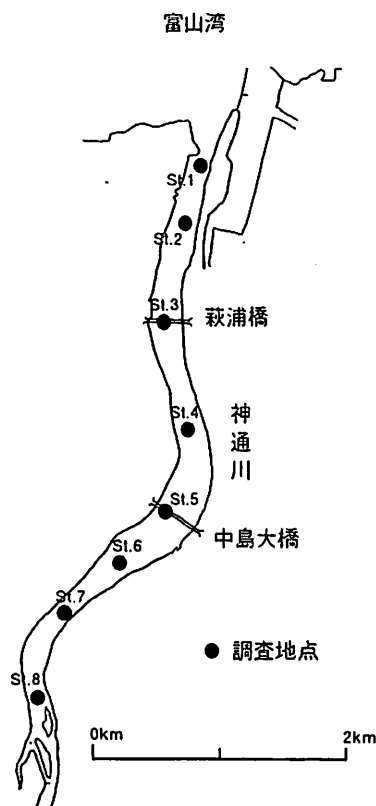 富山湾
St.1
St.2
St.3
萩浦橋
St.4
神通川
St.5
中島大橋
St.6
St.7
調査地点
St.8
0km 2km